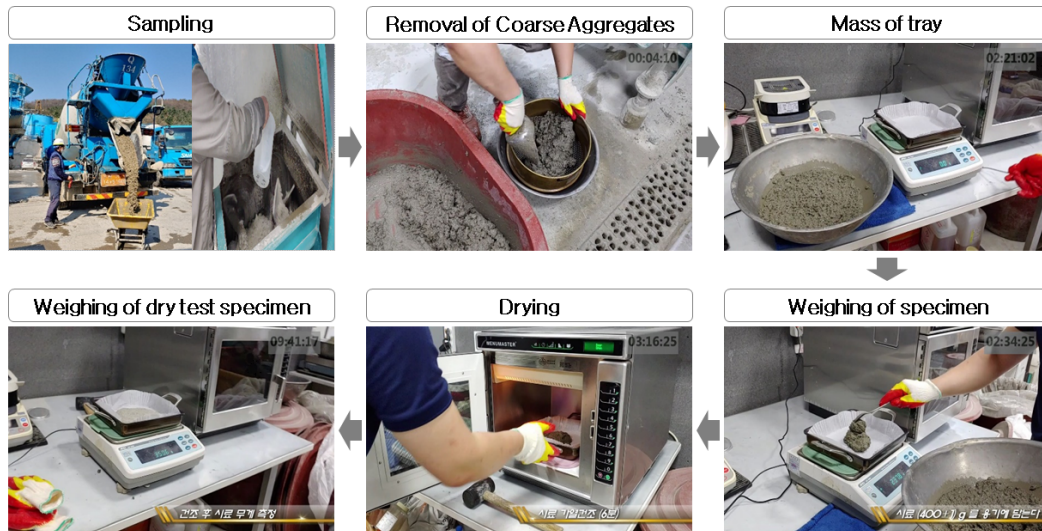 Sampling
Removal of Coarse Aggregates
Mass of tray
Q
134
00:04:10
02:21:02
Weighing of dry test specimen
Drying
Weighing of specimen
09:41:17
MENUMASTER
03:16:25
02:34:25
건조 후 시료 무게 측정
시료 가열건조 (6분)
시료 (400±1) g 를 용기에 담는다